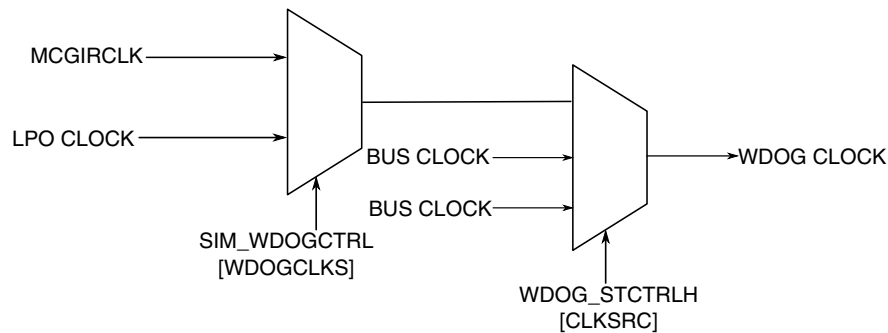 MCGIRCLK
LPO CLOCK
BUS CLOCK
WDOG CLOCK
BUS CLOCK
SIM_WDOGCTRL
[WDOGCLKS]
WDOG_STCTRLH
[CLKSRC]